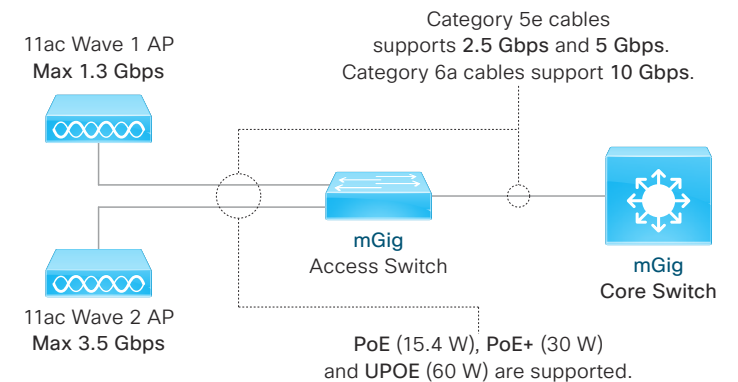 Category 5e cables
supports 2.5 Gbps and 5 Gbps.
Category 6a cables support 10 Gbps.
11ac Wave 1 AP
Max 1.3 Gbps
mGig
Access Switch
mGig
Core Switch
11ac Wave 2 AP
Max 3.5 Gbps
PoE (15.4 W), PoE+ (30 W)
and UPOE (60 W) are supported.